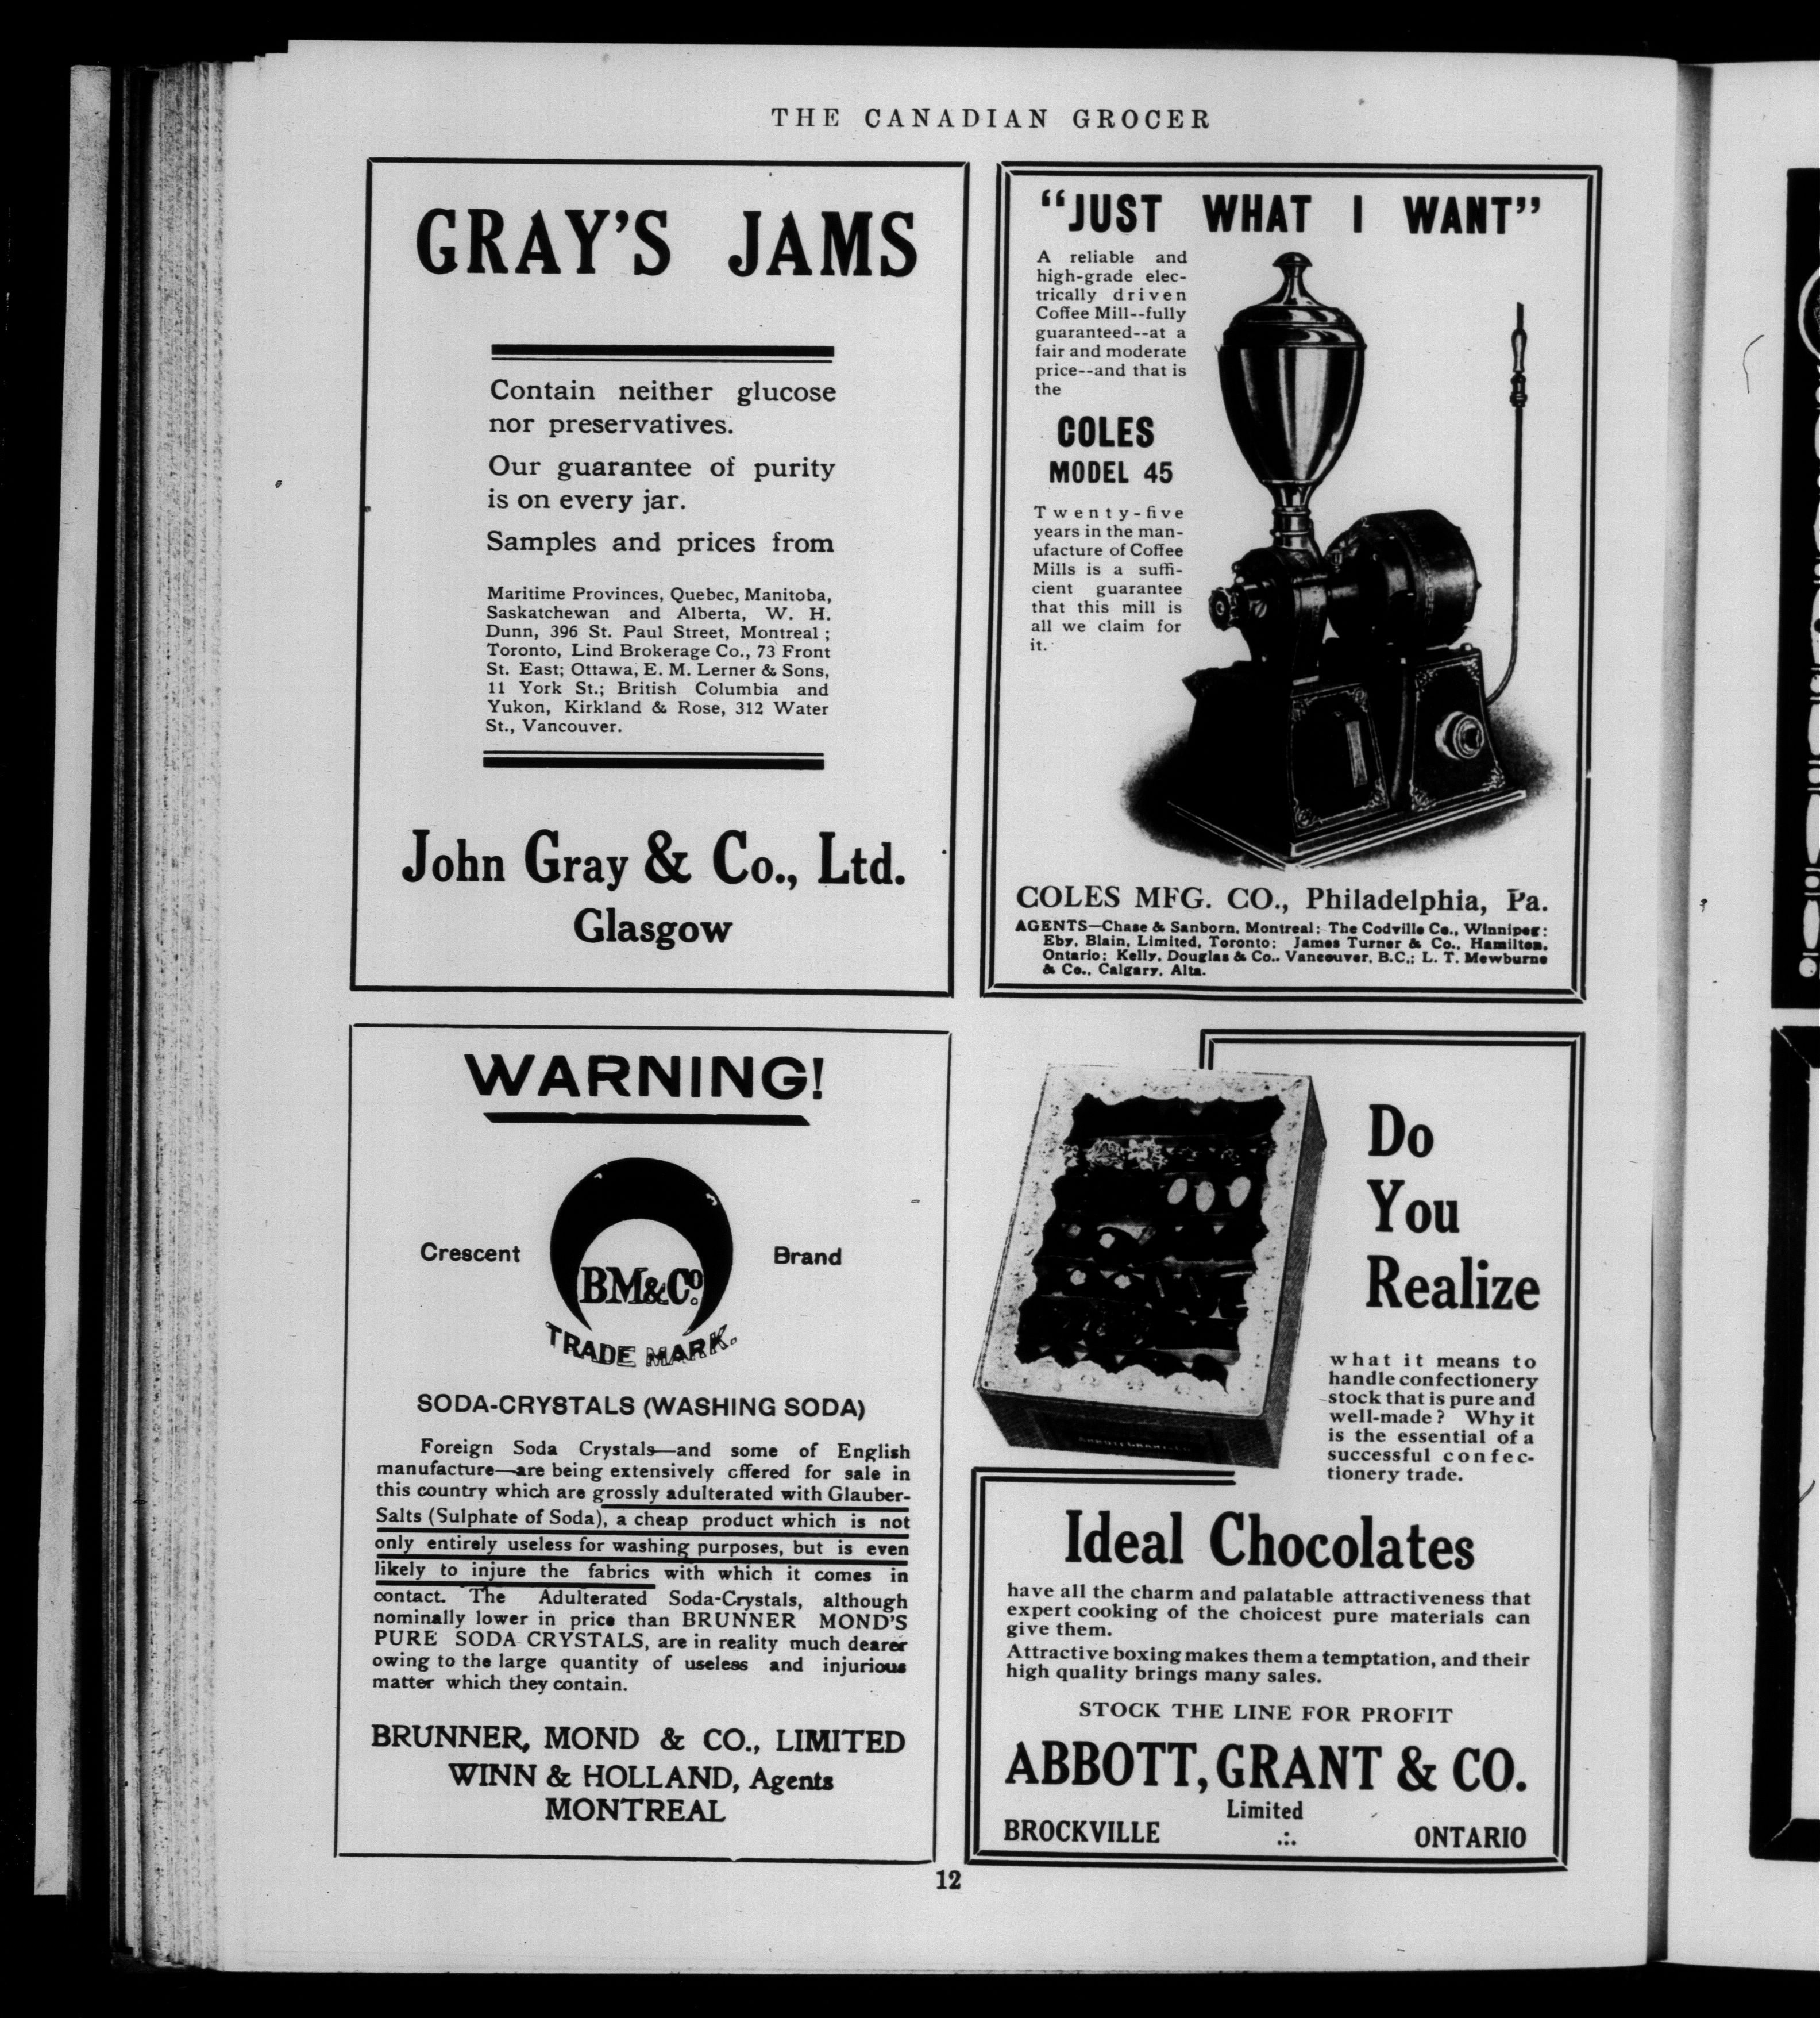 THE CANADIAN GROCER
GRAY'S JAMS
Contain neither glucose
nor preservatives.
Our guarantee of purity
is on every jar.
Samples and prices from
Maritime Provinces, Quebec, Manitoba,
Saskatchewan and Alberta, W. H.
Dunn, 396 St. Paul Street, Montreal;
Toronto, Lind Brokerage Co., 73 Front
St. East; Ottawa, E. M. Lerner & Sons,
11 York St.; British Columbia and
Yukon, Kirkland & Rose, 312 Water
St., Vancouver.
John Gray & Co., Ltd.
Glasgow
"JUST WHAT I WANT"
A reliable and
high-grade elec-
trically driven
Coffee Mill--fully
guaranteed--at a
fair and moderate
price--and that is
the
COLES
MODEL 45
Twenty-five
years in the man-
ufacture of Coffee
Mills is a suffi-
cient guarantee
that this mill is
all we claim for
it.
COLES MFG. CO., Philadelphia, Pa.
AGENTS—Chase & Sanborn, Montreal; The Codville Co., Winnipeg;
Eby, Blain, Limited, Toronto; James Turner & Co., Hamilton,
Ontario; Kelly, Douglas & Co., Vancouver, B.C.; L. T. Mewburne
& Co., Calgary, Alta.
WARNING!
Crescent
BM&Co.
Brand
TRADE MARK.
SODA-CRYSTALS (WASHING SODA)
Foreign Soda Crystals—and some of English
manufacture—are being extensively offered for sale in
this country which are grossly adulterated with Glauber-
Salts (Sulphate of Soda), a cheap product which is not
only entirely useless for washing purposes, but is even
likely to injure the fabrics with which it comes in
contact. The Adulterated Soda-Crystals, although
nominally lower in price than BRUNNER MOND'S
PURE SODA CRYSTALS, are in reality much dearer
owing to the large quantity of useless and injurious
matter which they contain.
BRUNNER, MOND & CO., LIMITED
WINN & HOLLAND, Agents
MONTREAL
Do
You
Realize
what it means to
handle confectionery
stock that is pure and
well-made? Why it
is the essential of a
successful confec-
tionery trade.
Ideal Chocolates
have all the charm and palatable attractiveness that
expert cooking of the choicest pure materials can
give them.
Attractive boxing makes them a temptation, and their
high quality brings many sales.
STOCK THE LINE FOR PROFIT
ABBOTT, GRANT & CO.
Limited
BROCKVILLE .:. ONTARIO
12